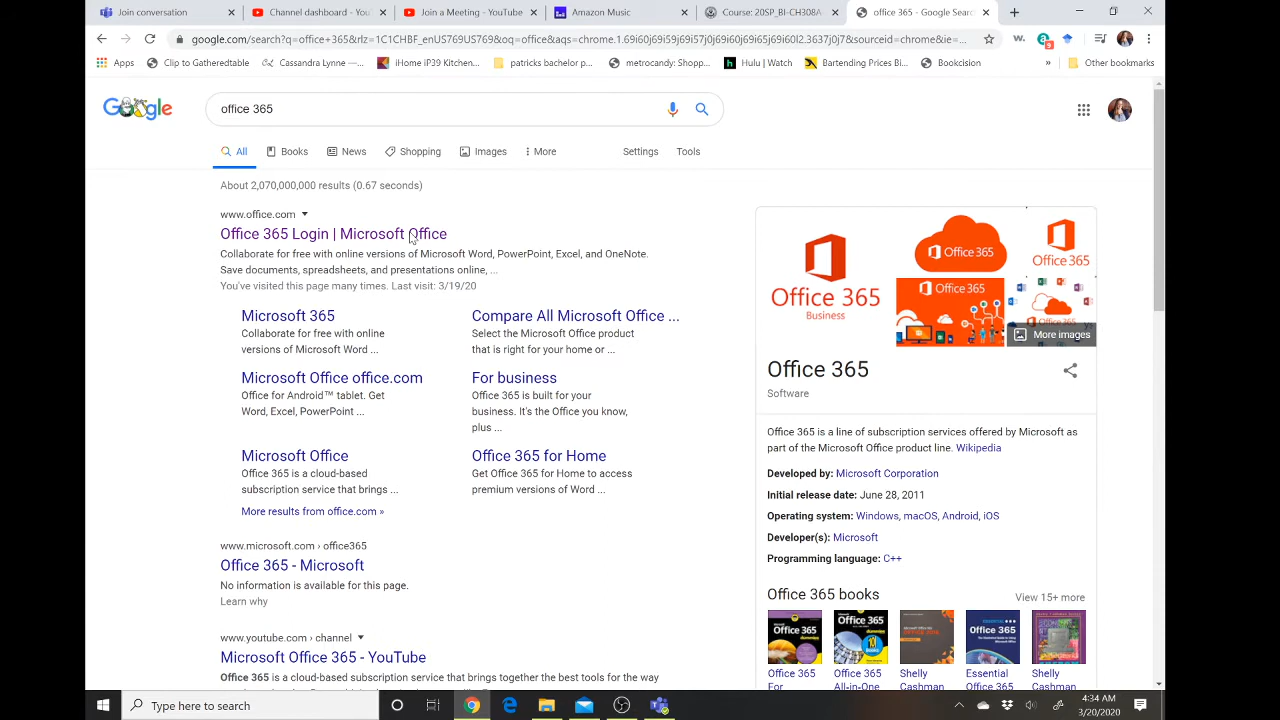 Join conversation
Channel dashboard - You
Join a Meeting - YouTube
Amazon Music
Course: 20SP_BI-CH308A
office 365 - Google Sear
google.com/search?q=office+365&rlz=1C1CHBF_enUS769US769&oq=office&aqs=chrome.1.69i60j69i59j69i57j0j69i60j69i65j69i60l2.3637j0j7&sourceid=chrome&ie=...
Apps
Clip to Gatheredtable
Cassandra Lynne —...
iHome iP39 Kitchen...
patricia bachelor p...
metrocandy: Shopp...
Hulu | Watch
Bartending Prices Bi...
Bookcision
»
Other bookmarks
office 365
All
Books
News
Shopping
Images
More
Settings
Tools
About 2,070,000,000 results (0.67 seconds)
www.office.com
Office 365 Login | Microsoft Office
Collaborate for free with online versions of Microsoft Word, PowerPoint, Excel, and OneNote.
Save documents, spreadsheets, and presentations online, ...
You've visited this page many times. Last visit: 3/19/20
Microsoft 365
Collaborate for free with online
versions of Microsoft Word ...
Compare All Microsoft Office ...
Select the Microsoft Office product
that is right for your home or ...
Microsoft Office office.com
Office for Android™ tablet. Get
Word, Excel, PowerPoint ...
For business
Office 365 is built for your
business. It's the Office you know,
plus ...
Microsoft Office
Office 365 is a cloud-based
subscription service that brings ...
Office 365 for Home
Get Office 365 for Home to access
premium versions of Word ...
More results from office.com »
www.microsoft.com › office365
Office 365 - Microsoft
No information is available for this page.
Learn why
www.youtube.com › channel
Microsoft Office 365 - YouTube
Office 365 is a cloud-based subscription service that brings together the best tools for the way
Office 365
Business
Office 365
Office 365
Office 365
Office 365
More images
Office 365
Software
Office 365 is a line of subscription services offered by Microsoft as
part of the Microsoft Office product line. Wikipedia
Developed by: Microsoft Corporation
Initial release date: June 28, 2011
Operating system: Windows, macOS, Android, iOS
Developer(s): Microsoft
Programming language: C++
Office 365 books
View 15+ more
Office 365
Office 365
Office 365
Office 365
For
Office 365
All-in-One
Shelly
Cashman
Essential
Office 365
Shelly
Cashman
Type here to search
4:34 AM
3/20/2020